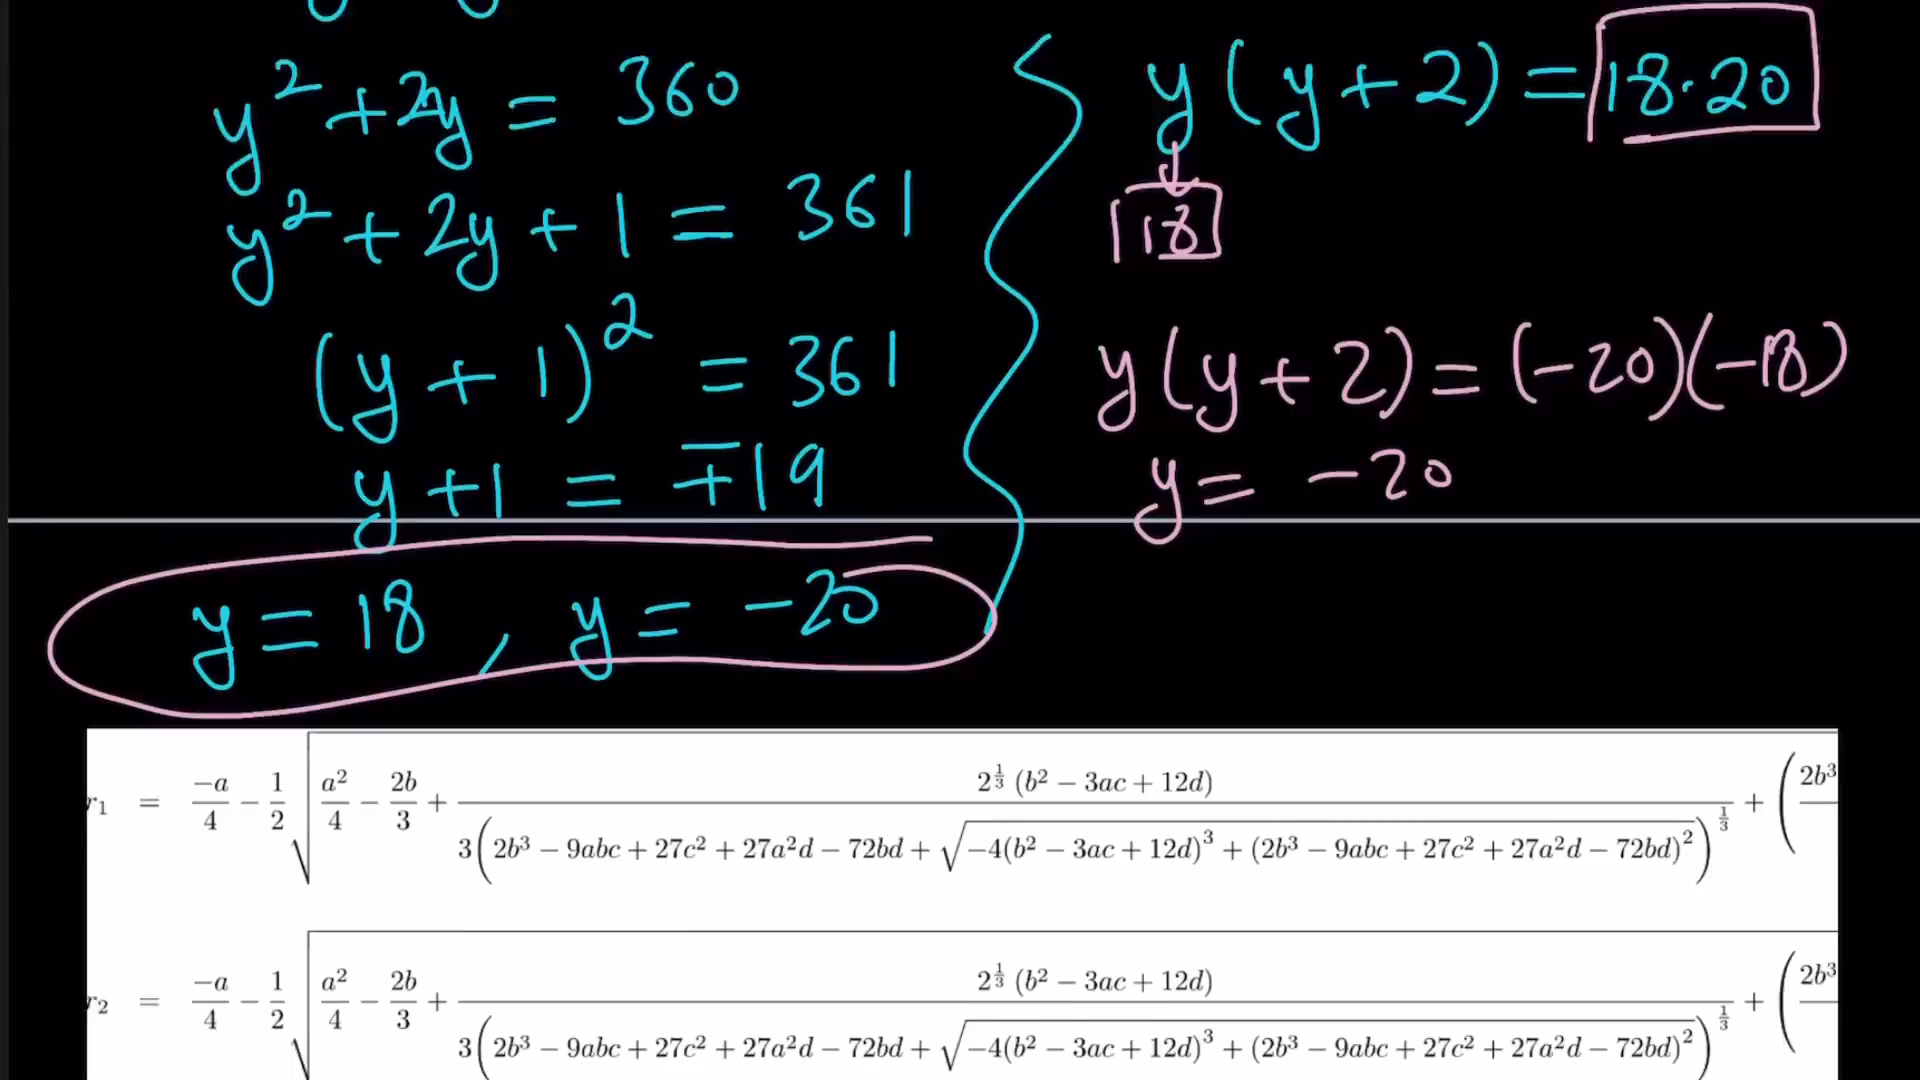 y² + 2y = 360
y² + 2y + 1 = 361
(y + 1)² = 361
y + 1 = ∓19
y = 18 , y = -20
y(y + 2) = 18·20
18
y(y + 2) = (-20)(-18)
y = -20
r₁ = -a/4 - 1/2 √(a²/4 - 2b/3 + 2^(1/3) (b² - 3ac + 12d) / 3(2b³ - 9abc + 27c² + 27a²d - 72bd + √(-4(b² - 3ac + 12d)³ + (2b³ - 9abc + 27c² + 27a²d - 72bd)²))^(1/3) + (2b³
r₂ = -a/4 - 1/2 √(a²/4 - 2b/3 + 2^(1/3) (b² - 3ac + 12d) / 3(2b³ - 9abc + 27c² + 27a²d - 72bd + √(-4(b² - 3ac + 12d)³ + (2b³ - 9abc + 27c² + 27a²d - 72bd)²))^(1/3) + (2b³